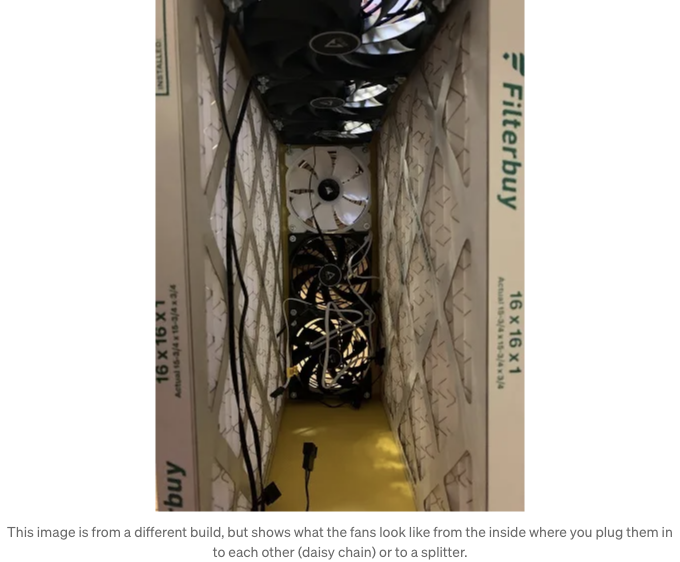 INSTALLED:
Filterbuy
16 x 16 x 1
Actual 15-3/4 x 15-3/4 x 3/4
16 x 16 x 1
Actual 15-3/4 x 15-3/4 x 3/4
buy
This image is from a different build, but shows what the fans look like from the inside where you plug them in
to each other (daisy chain) or to a splitter.